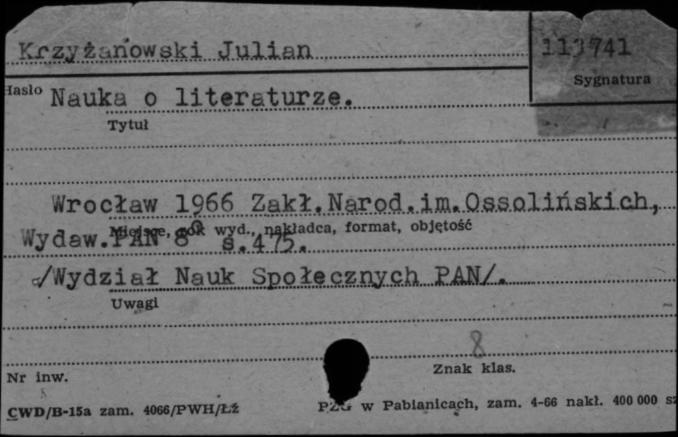 Krzyżanowski Julian
113741
Sygnatura
Hasło Nauka o literaturze.
Tytuł
Wrocław 1966 Zakł.Narod.im.Ossolińskich,
Miejsce, rok wyd., nakładca, format, objętość
Wydaw.PAN 8° s.475.
/Wydział Nauk Społecznych PAN/.
Uwagi
8
Nr inw.
Znak klas.
CWD/B-15a zam. 4066/PWH/Łź
PZG w Pabianicach, zam. 4-66 nakł. 400 000 sz